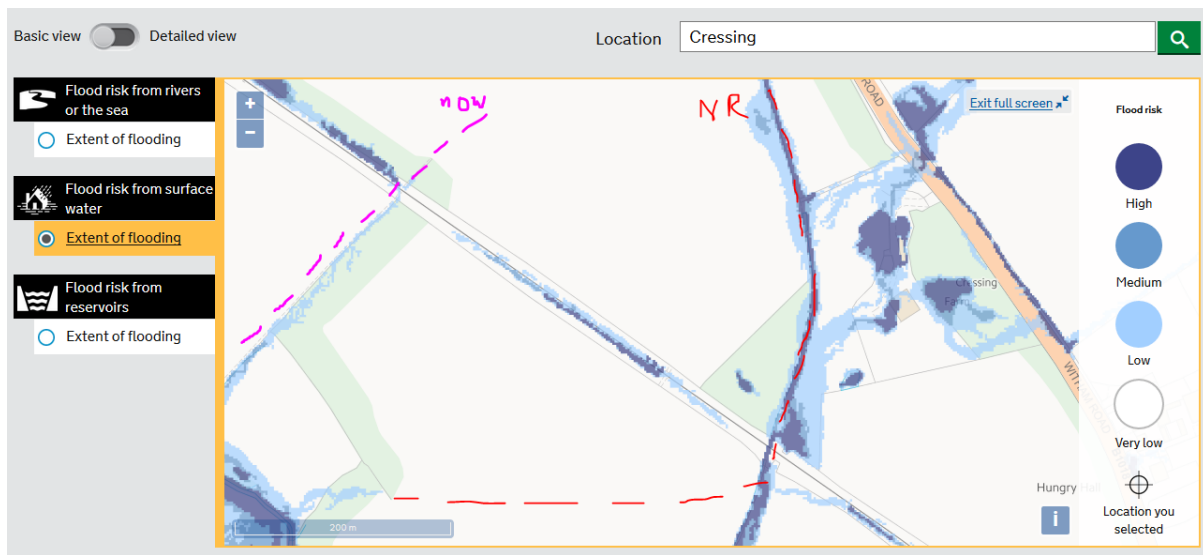 Basic view
Detailed view
Location
Cressing
Flood risk from rivers
or the sea
Extent of flooding
Flood risk from surface
water
Extent of flooding
Flood risk from
reservoirs
Extent of flooding
+
−
now
NR
ROAD
Exit full screen
Cressing
Hungry Hall
200 m
i
Flood risk
High
Medium
Low
Very low
Location you
selected